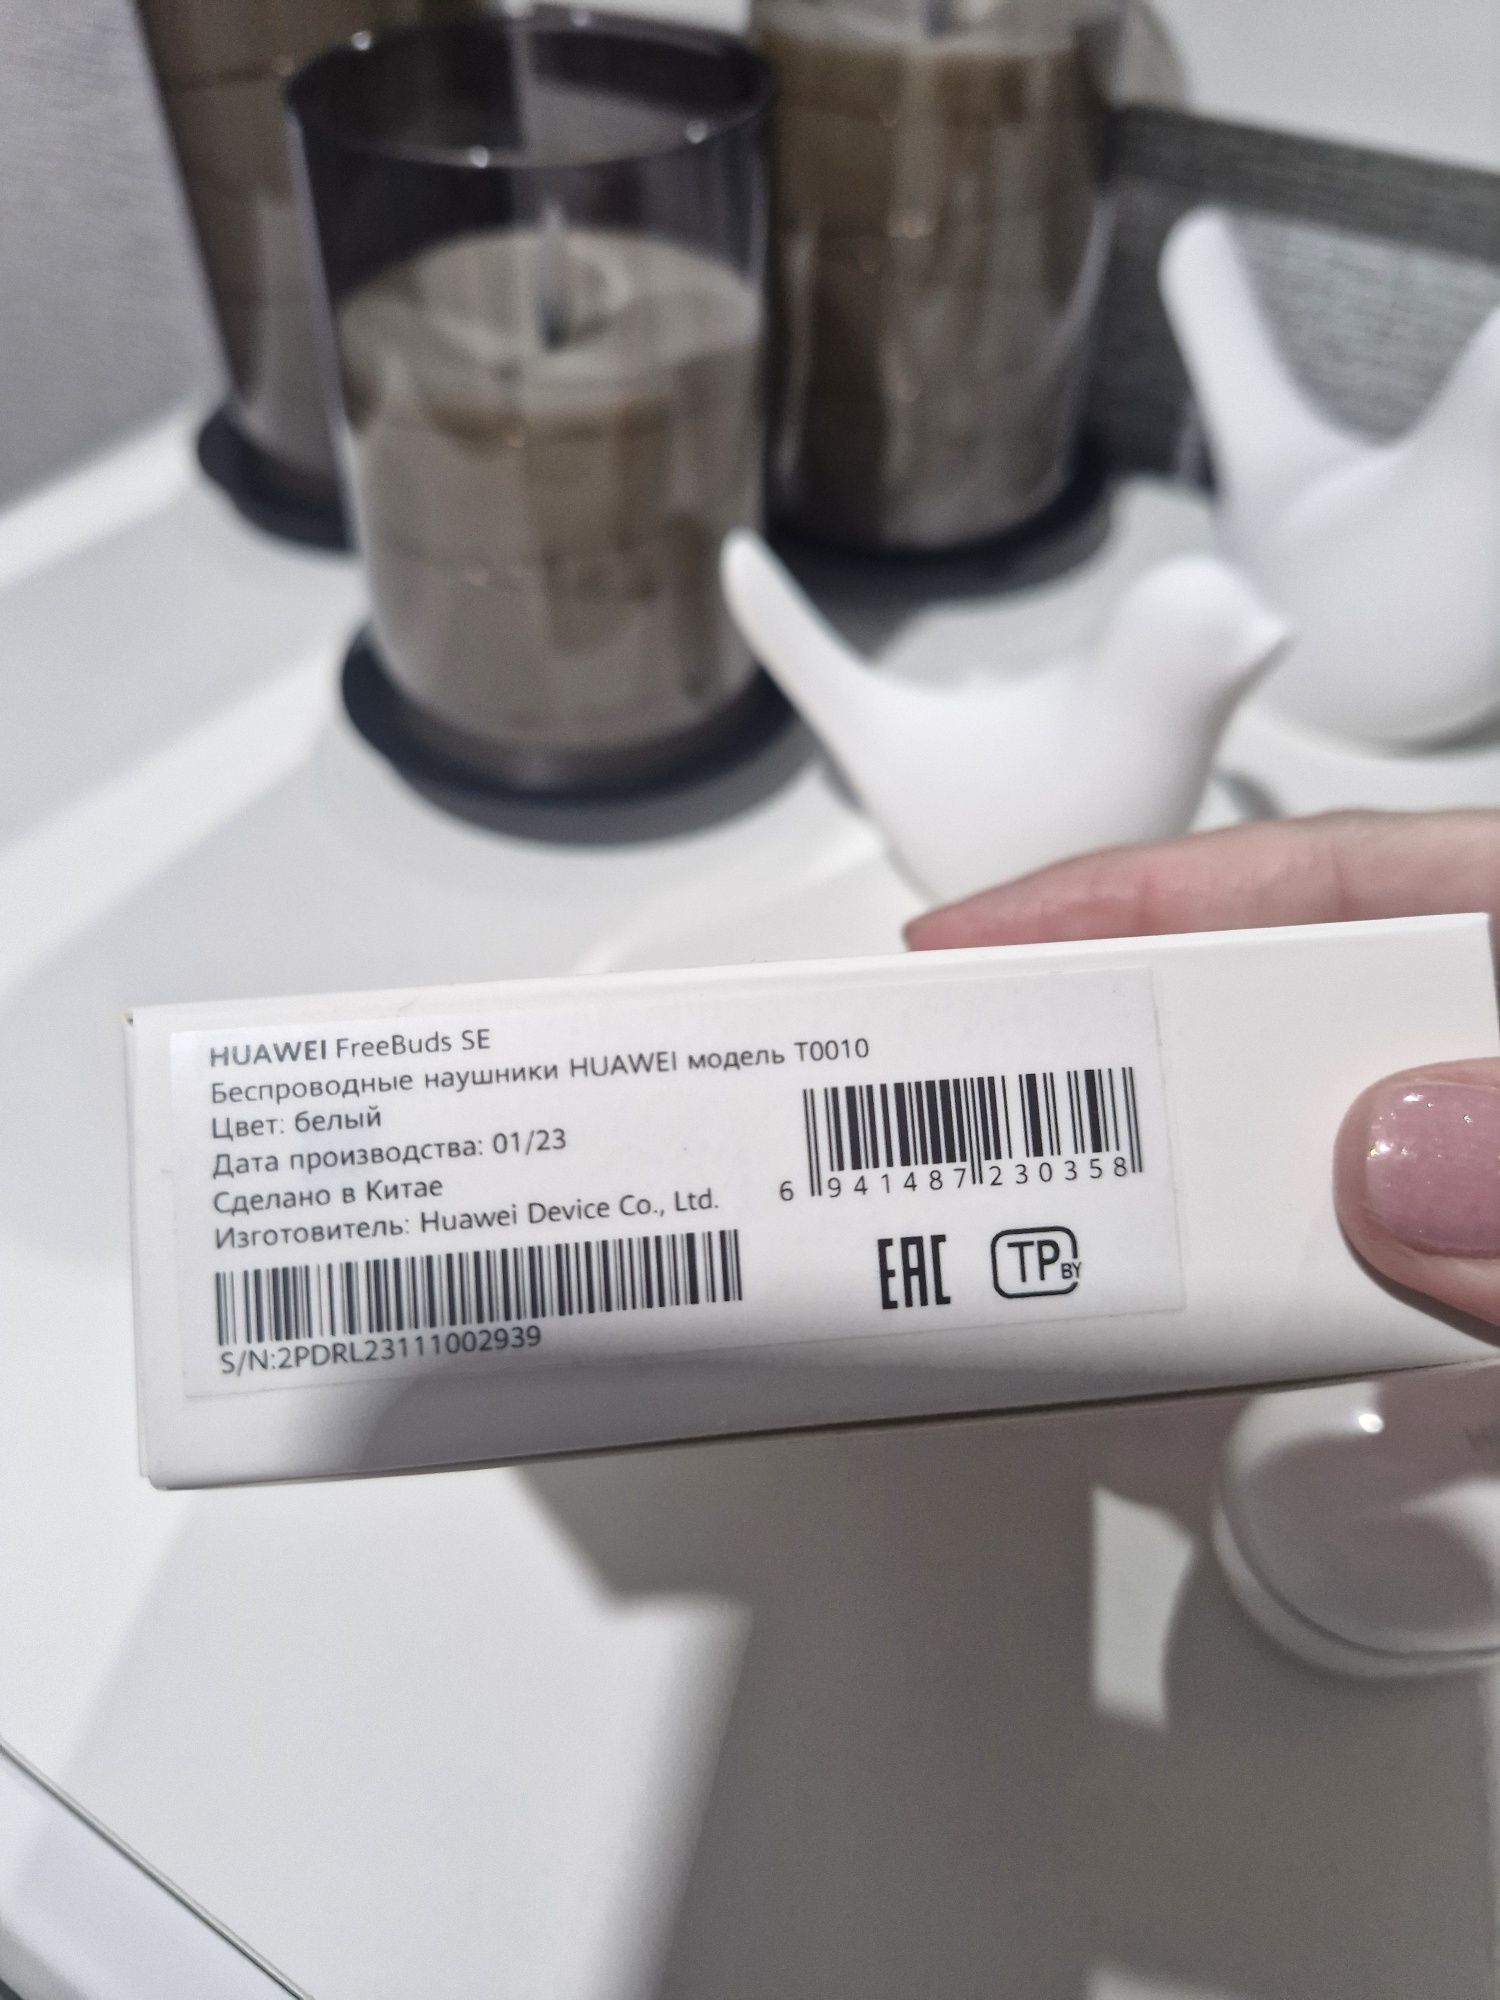 HUAWEI FreeBuds SE
Беспроводные наушники HUAWEI модель T0010
Цвет: белый
Дата производства: 01/23
Сделано в Китае
Изготовитель: Huawei Device Co., Ltd.
6 941487 230358
S/N:2PDRL23111002939
EAC
TP BY